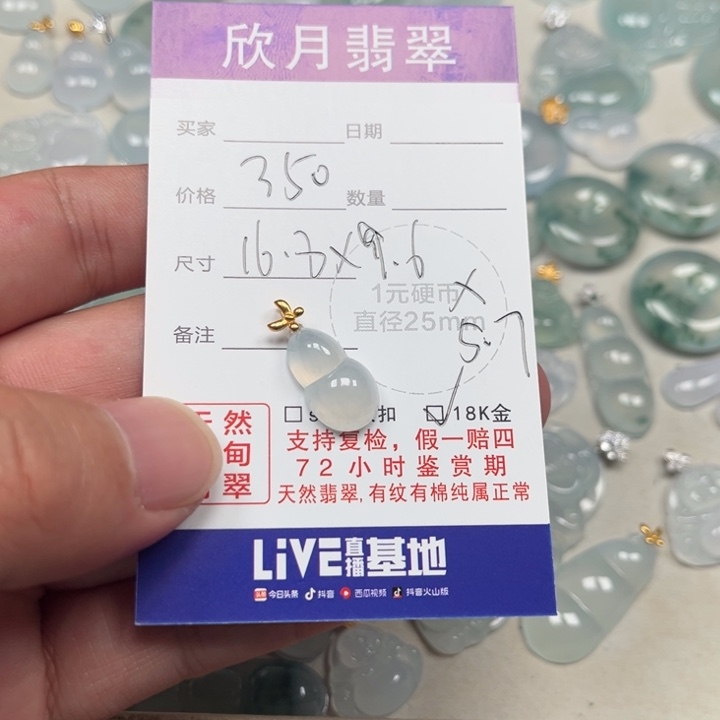 欣月翡翠
买家 日期
价格 350 数量
尺寸 16.3×9.6
×5.7
1元硬币
直径25mm
备注
□ 扣 ☑18K金
然
甸
翠
支持复检，假一赔四
72小时鉴赏期
天然翡翠,有纹有棉纯属正常
LiVE直播基地
头条 今日头条 抖音 西瓜视频 抖音火山版